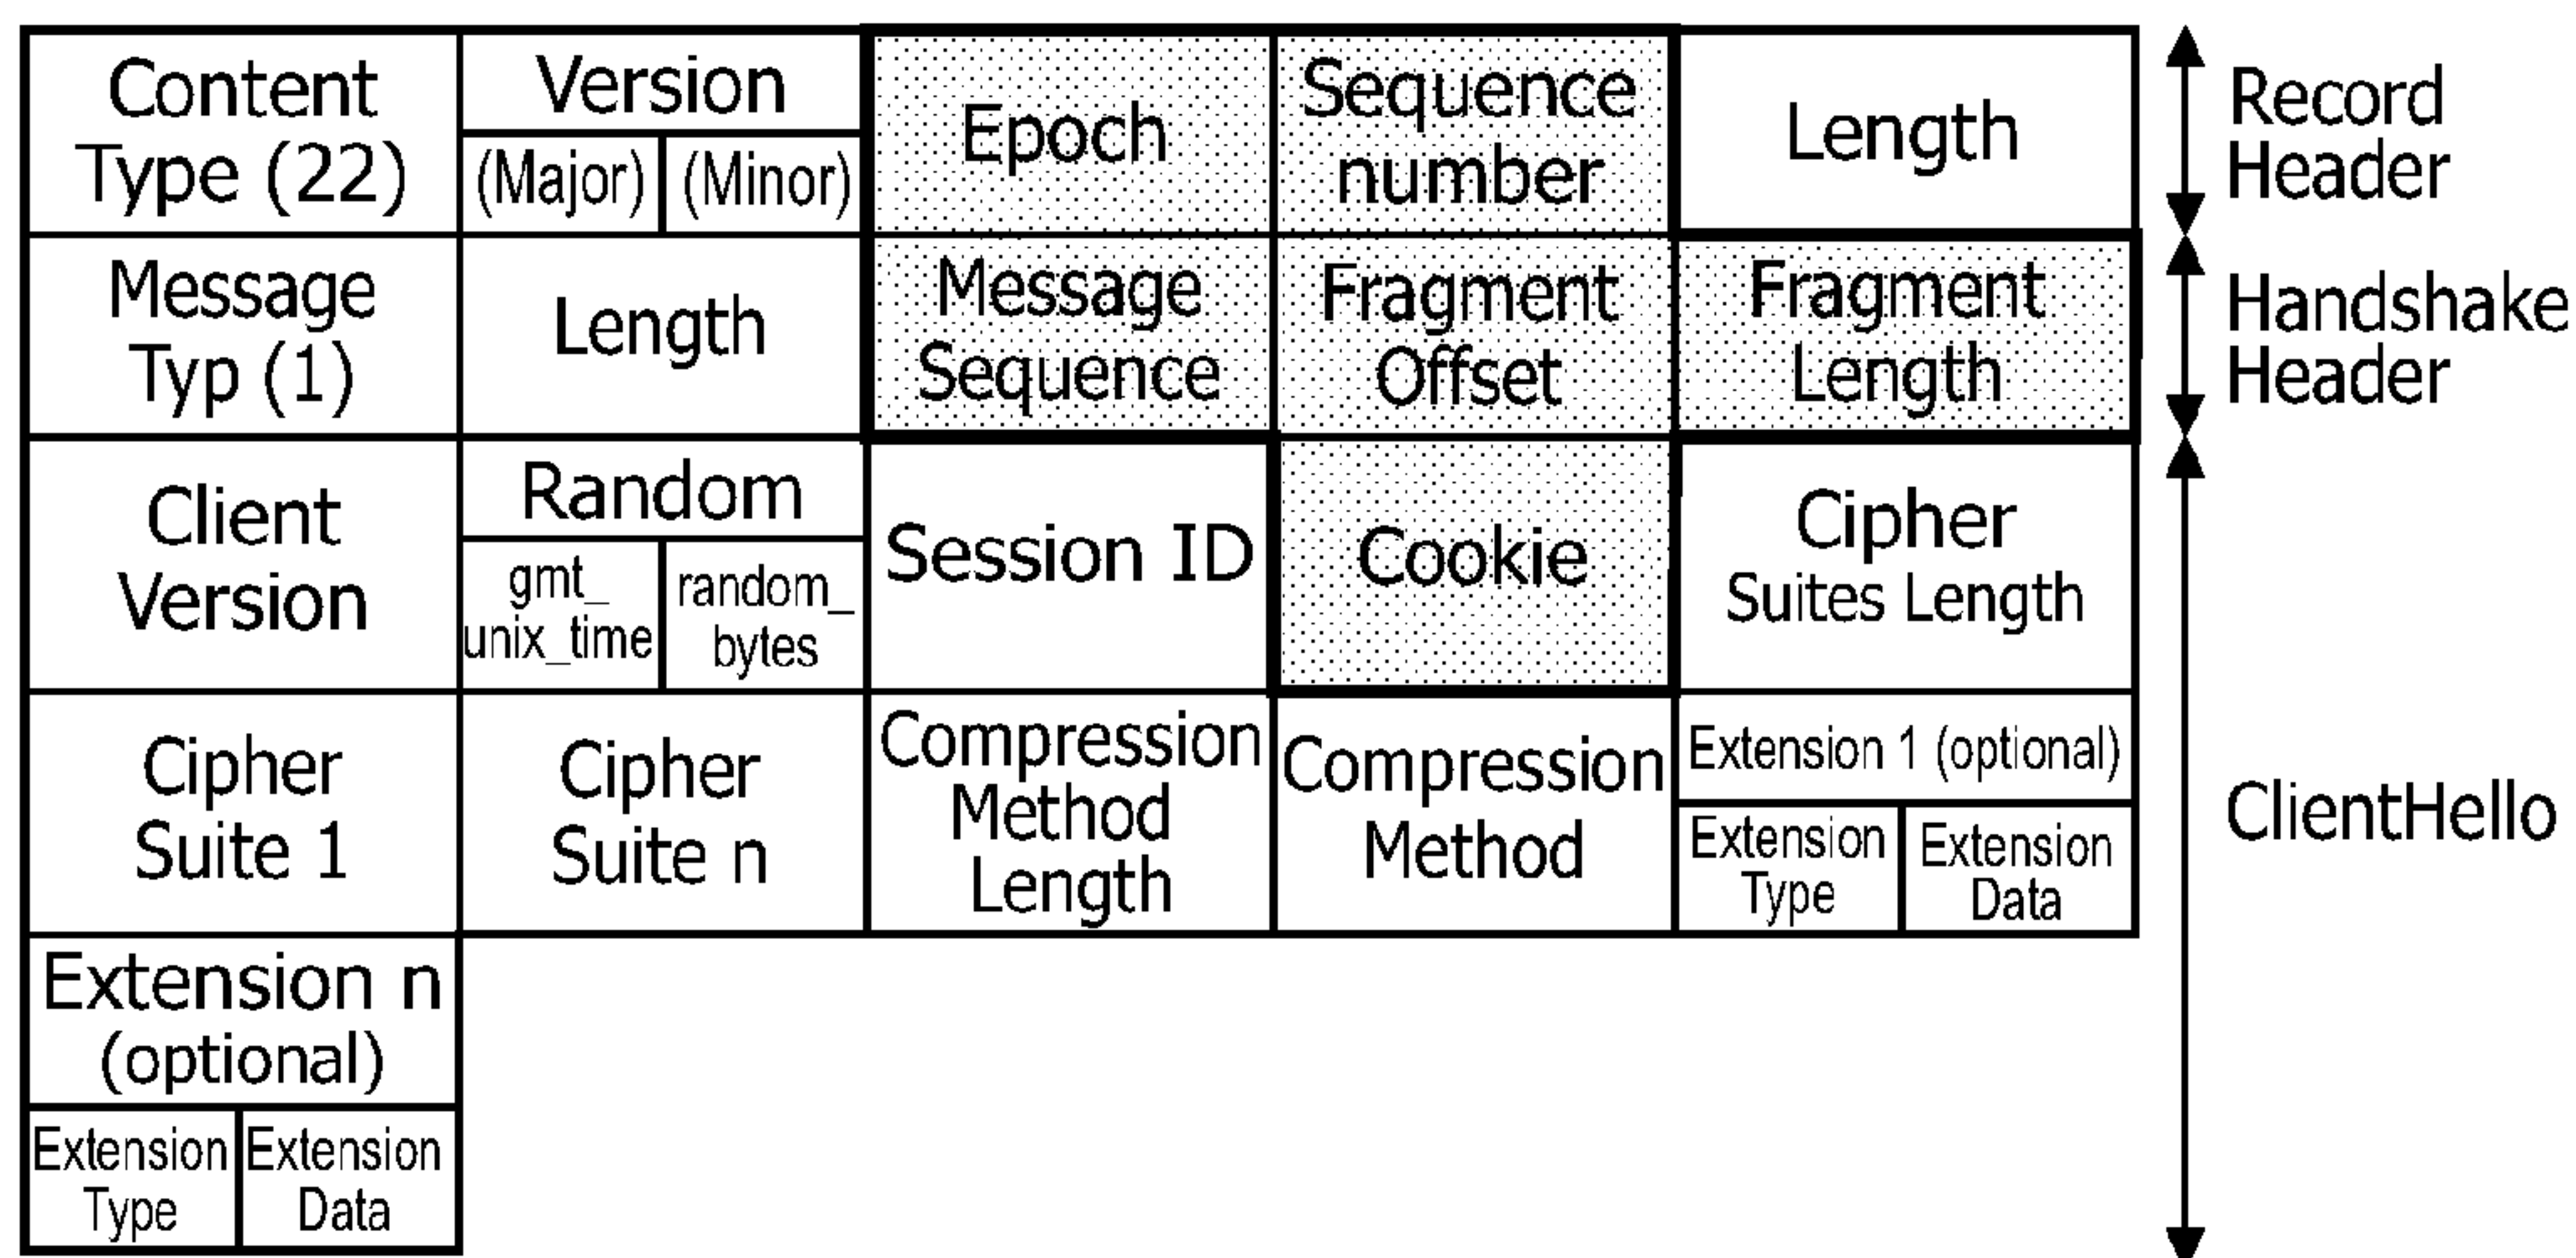 Content
Type (22)
Version
(Major)
(Minor)
Epoch
Sequence
number
Length
Record
Header
Message
Typ (1)
Length
Message
Sequence
Fragment
Offset
Fragment
Length
Handshake
Header
Client
Version
Random
gmt_
unix_time
random_
bytes
Session ID
Cookie
Cipher
Suites Length
Cipher
Suite 1
Cipher
Suite n
Compression
Method
Length
Compression
Method
Extension 1 (optional)
Extension
Type
Extension
Data
ClientHello
Extension n
(optional)
Extension
Type
Extension
Data